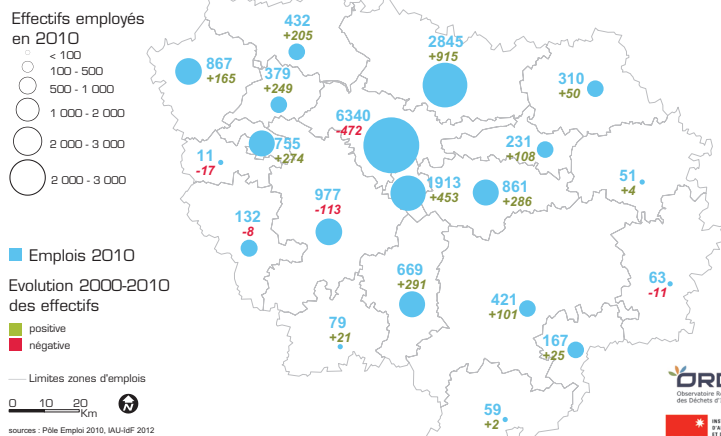 Effectifs employés
en 2010
< 100
100 - 500
500 - 1 000
1 000 - 2 000
2 000 - 3 000
2 000 - 3 000
Emplois 2010
Evolution 2000-2010
des effectifs
positive
négative
Limites zones d'emplois
0 10 20
Km
N
sources : Pôle Emploi 2010, IAU-IdF 2012
432
+205
867
+165
379
+249
2845
+915
310
+50
6340
-472
755
+274
11
-17
231
+108
51
+4
977
-113
1913
+453
861
+286
132
-8
669
+291
63
-11
421
+101
79
+21
167
+25
59
+2
Observatoire
des Déchets d'